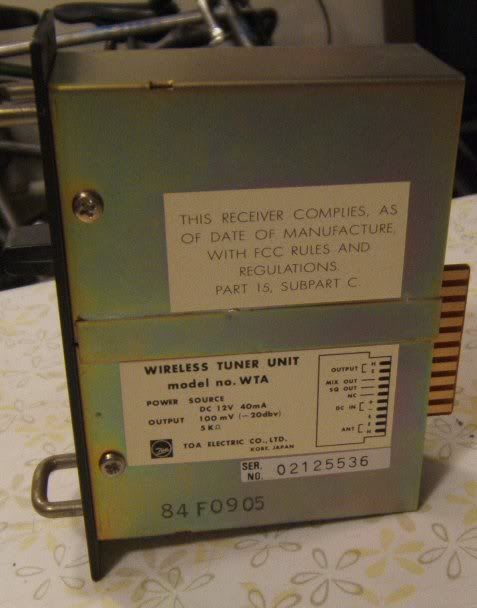 THIS RECEIVER COMPLIES, AS
OF DATE OF MANUFACTURE,
WITH FCC RULES AND
REGULATIONS.
PART 15, SUBPART C.
WIRELESS TUNER UNIT
model no. WTA
POWER SOURCE
DC 12V 40mA
OUTPUT 100 mV (−20dbv)
5 KΩ
TOA ELECTRIC CO., LTD.
KOBE, JAPAN
OUTPUT H
E
MIX OUT
SQ OUT
NC
DC IN +
−
ANT
SER. NO. 02125536
84 F0905